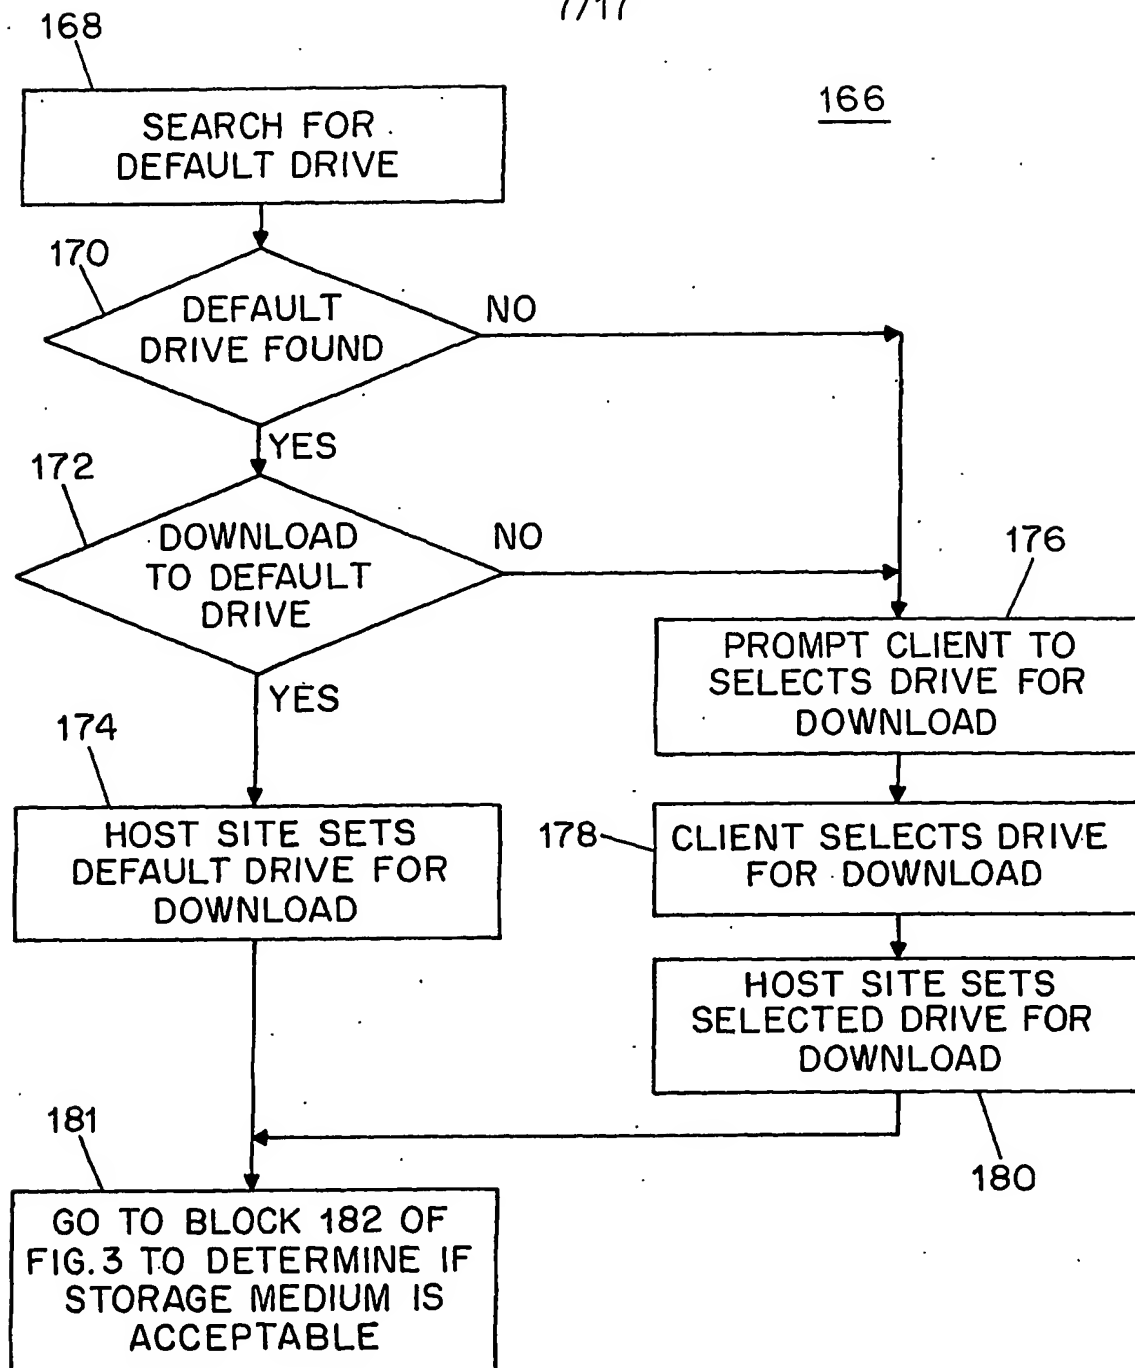 7/17
168
166
SEARCH FOR
DEFAULT DRIVE
170
DEFAULT
DRIVE FOUND
NO
YES
172
DOWNLOAD
TO DEFAULT
DRIVE
NO
YES
176
PROMPT CLIENT TO
SELECTS DRIVE FOR
DOWNLOAD
174
HOST SITE SETS
DEFAULT DRIVE FOR
DOWNLOAD
178
CLIENT SELECTS DRIVE
FOR DOWNLOAD
HOST SITE SETS
SELECTED DRIVE FOR
DOWNLOAD
180
181
GO TO BLOCK 182 OF
FIG.3 TO DETERMINE IF
STORAGE MEDIUM IS
ACCEPTABLE